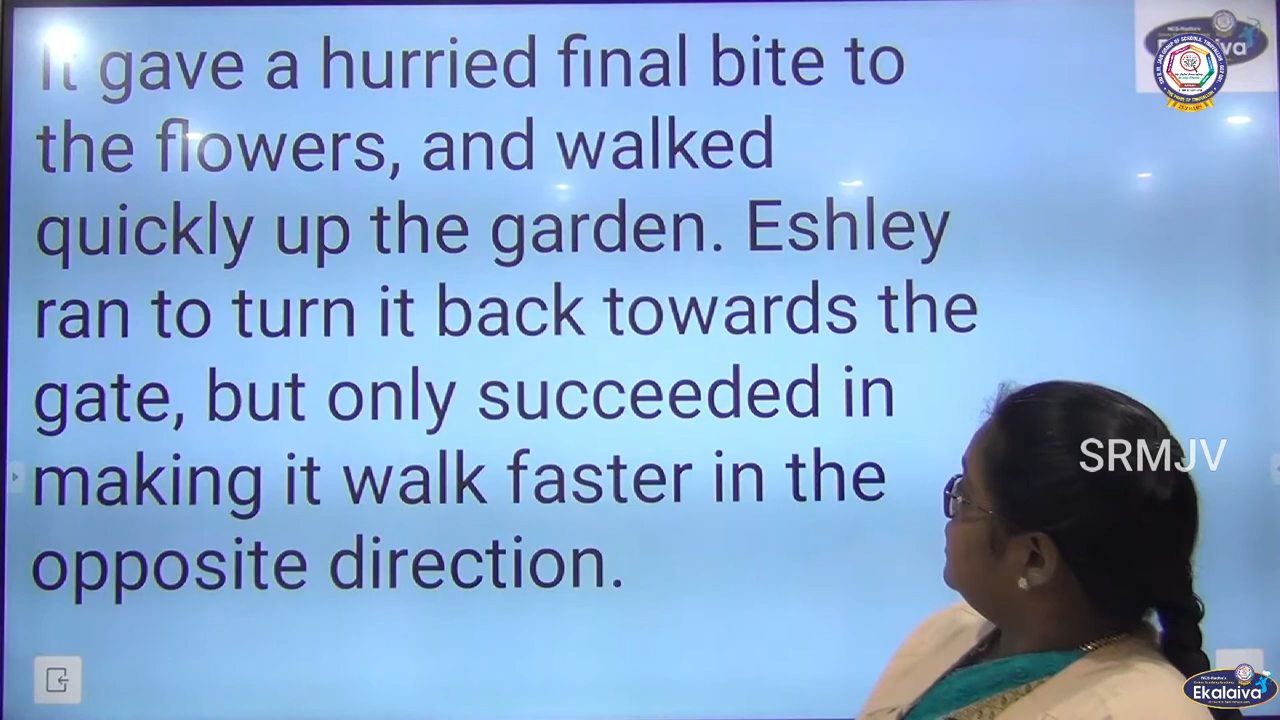 It gave a hurried final bite to
the flowers, and walked
quickly up the garden. Eshley
ran to turn it back towards the
gate, but only succeeded in
making it walk faster in the
opposite direction.
SRMJV
Ekalaiva